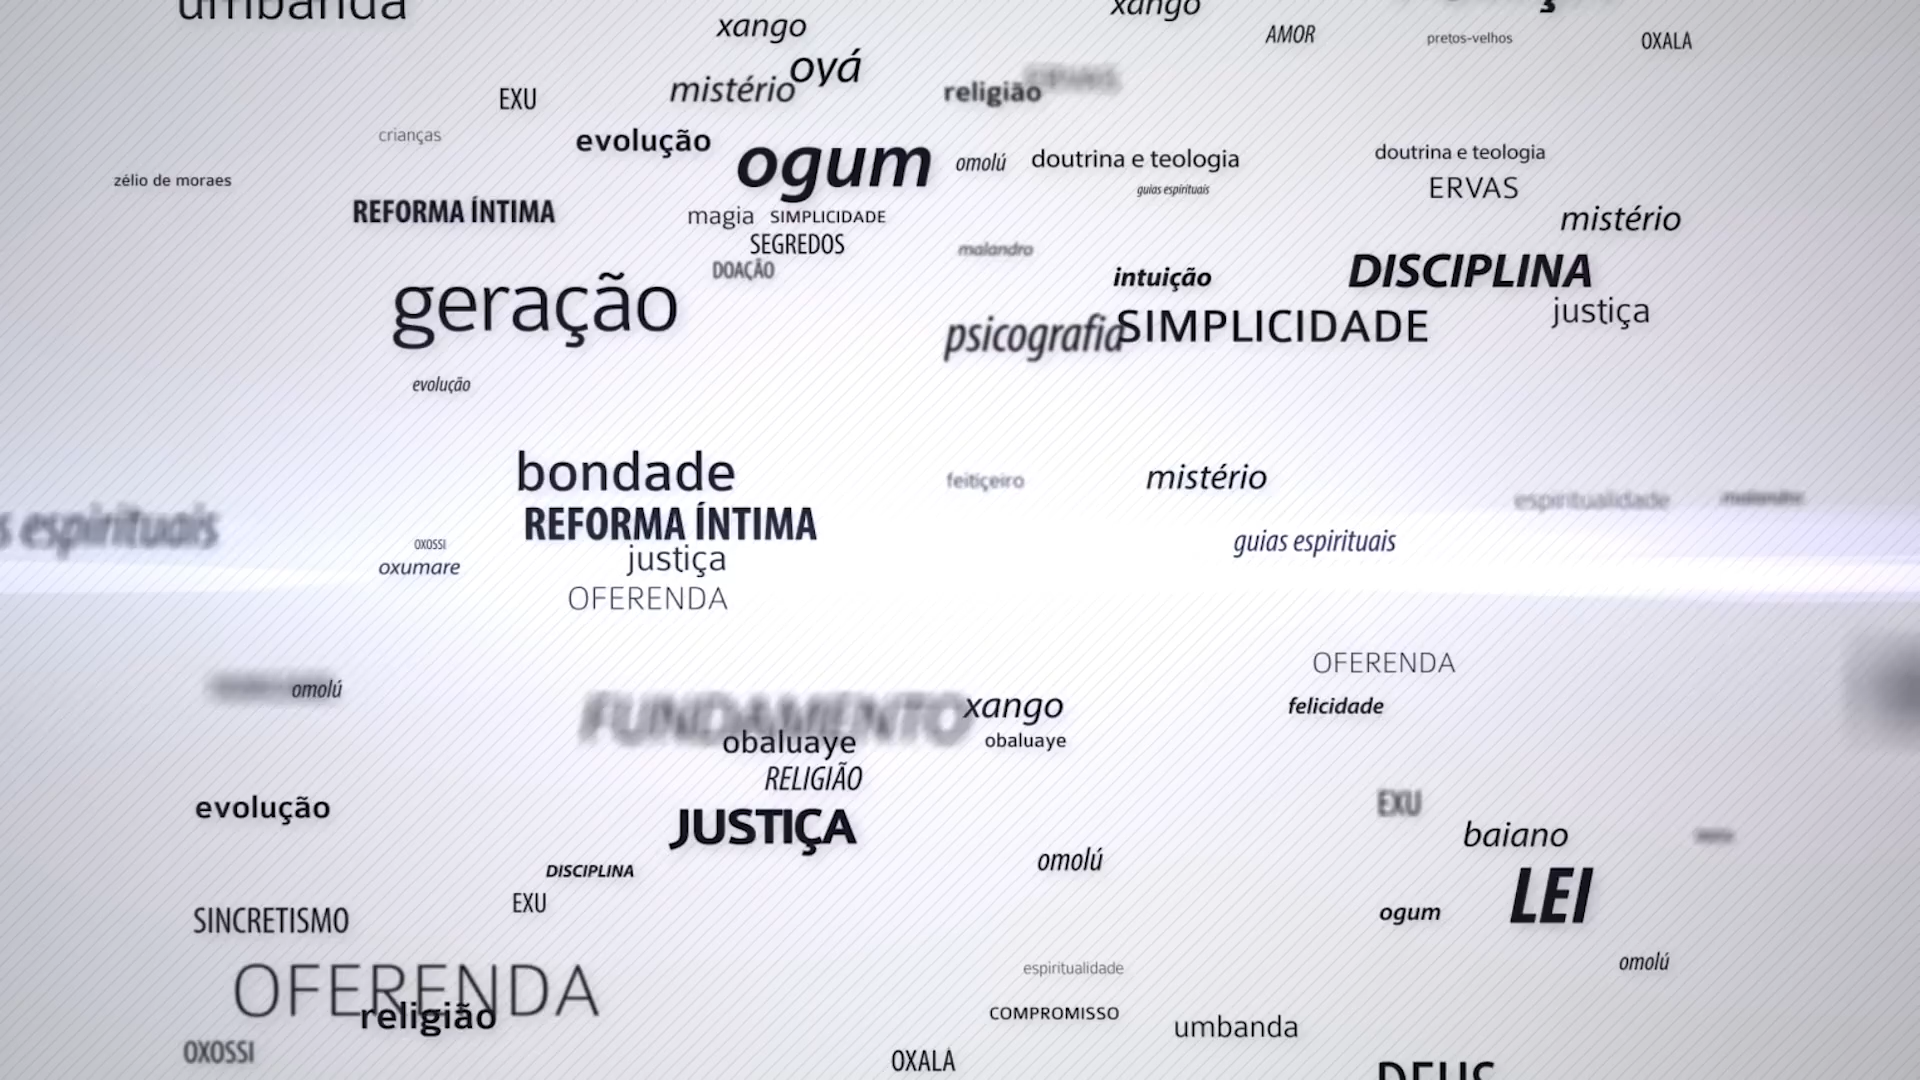 umbanda
xango
xango
AMOR
pretos-velhos
OXALA
oyá
mistério
EXU
religião
crianças
evolução
ogum
omolú
doutrina e teologia
doutrina e teologia
zélio de moraes
guias espirituais
ERVAS
REFORMA ÍNTIMA
magia
SIMPLICIDADE
mistério
SEGREDOS
malandro
DOAÇÃO
intuição
DISCIPLINA
geração
justiça
psicografia
SIMPLICIDADE
evolução
bondade
feitiçeiro
mistério
espiritualidade
malandro
s espirituais
REFORMA ÍNTIMA
guias espirituais
OXOSSI
justiça
oxumare
OFERENDA
OFERENDA
omolú
FUNDAMENTO
xango
felicidade
obaluaye
obaluaye
RELIGIÃO
evolução
EXU
JUSTIÇA
baiano
omolú
DISCIPLINA
LEI
EXU
ogum
SINCRETISMO
omolú
espiritualidade
OFERENDA
religião
COMPROMISSO
umbanda
OXOSSI
OXALA
DEUS